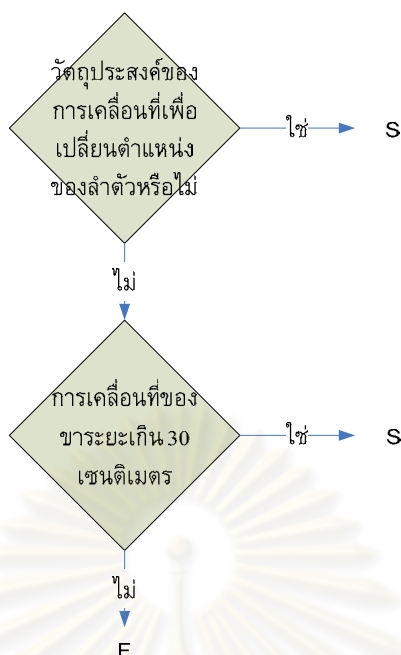 วัตถุประสงค์ของ
การเคลื่อนที่เพื่อ
เปลี่ยนตำแหน่ง
ของลำตัวหรือไม่
ใช่
S
ไม่
การเคลื่อนที่ของ
ขาระยะเกิน 30
เซนติเมตร
ใช่
S
ไม่
F